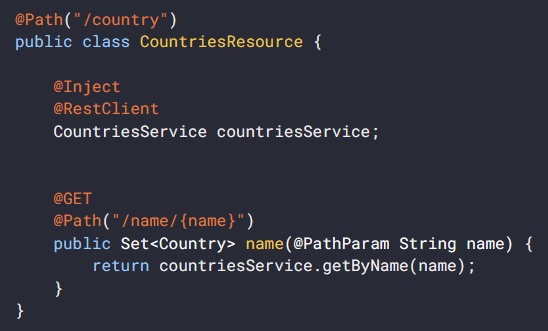 @Path("/country")
public class CountriesResource {
@Inject
@RestClient
CountriesService countriesService;
@GET
@Path("/name/{name}")
public Set<Country> name(@PathParam String name) {
return countriesService.getByName(name);
}
}